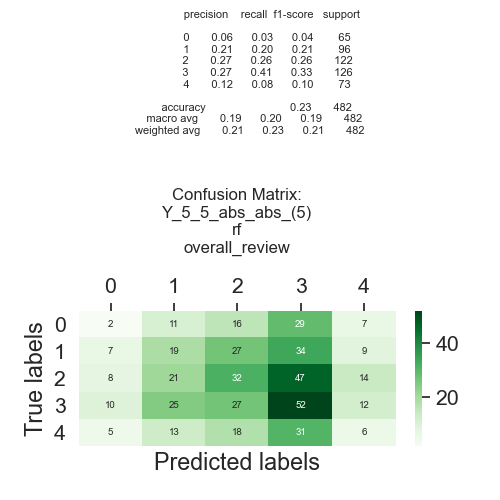 precision recall f1-score support
0 0.06 0.03 0.04 65
1 0.21 0.20 0.21 96
2 0.27 0.26 0.26 122
3 0.27 0.41 0.33 126
4 0.12 0.08 0.10 73
accuracy 0.23 482
macro avg 0.19 0.20 0.19 482
weighted avg 0.21 0.23 0.21 482
Confusion Matrix:
Y_5_5_abs_abs_(5)
rf
overall_review
0 1 2 3 4
0 2 11 16 29 7
1 7 19 27 34 9
2 8 21 32 47 14
3 10 25 27 52 12
4 5 13 18 31 6
True labels
Predicted labels
40
20